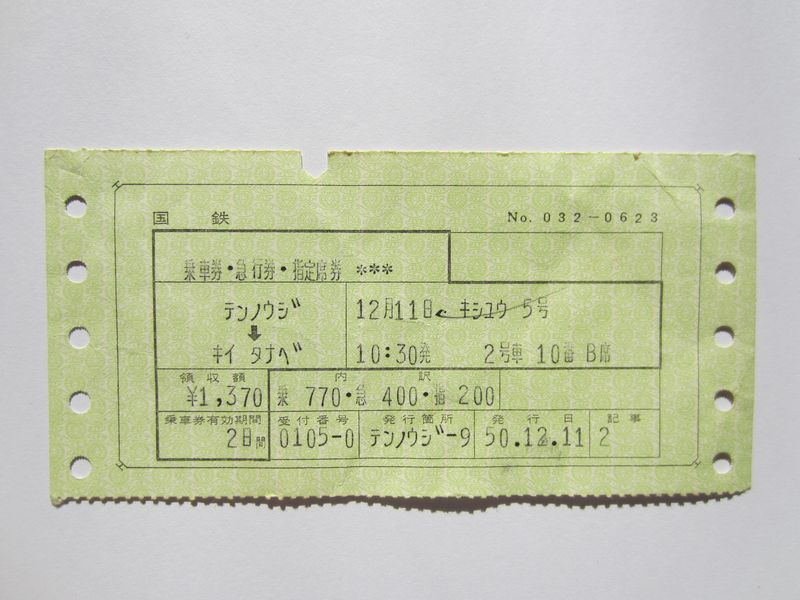 国鉄 No. 032-0623
乗車券・急行券・指定席券 ***
テンノウジ 12月11日 キシユウ 5号
⬇
キイ タナベ 10:30発 2号車 10番 B席
領収額 内訳
¥1,370 乗 770・急 400・指 200
乗車券有効期間 受付番号 発行箇所 発行日 記事
2日間 0105-0 テンノウジ-9 50.12.11 2